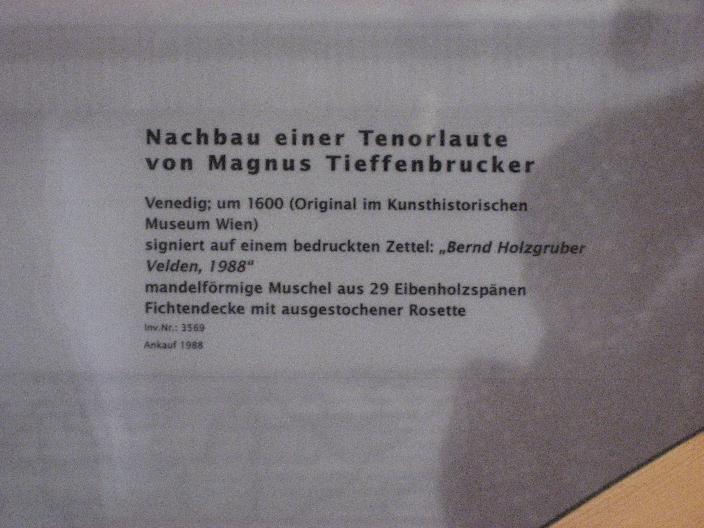 Nachbau einer Tenorlaute
von Magnus Tieffenbrucker
Venedig; um 1600 (Original im Kunsthistorischen
Museum Wien)
signiert auf einem bedruckten Zettel: „Bernd Holzgruber
Velden, 1988“
mandelförmige Muschel aus 29 Eibenholzspänen
Fichtendecke mit ausgestochener Rosette
Inv.Nr.: 3569
Ankauf 1988